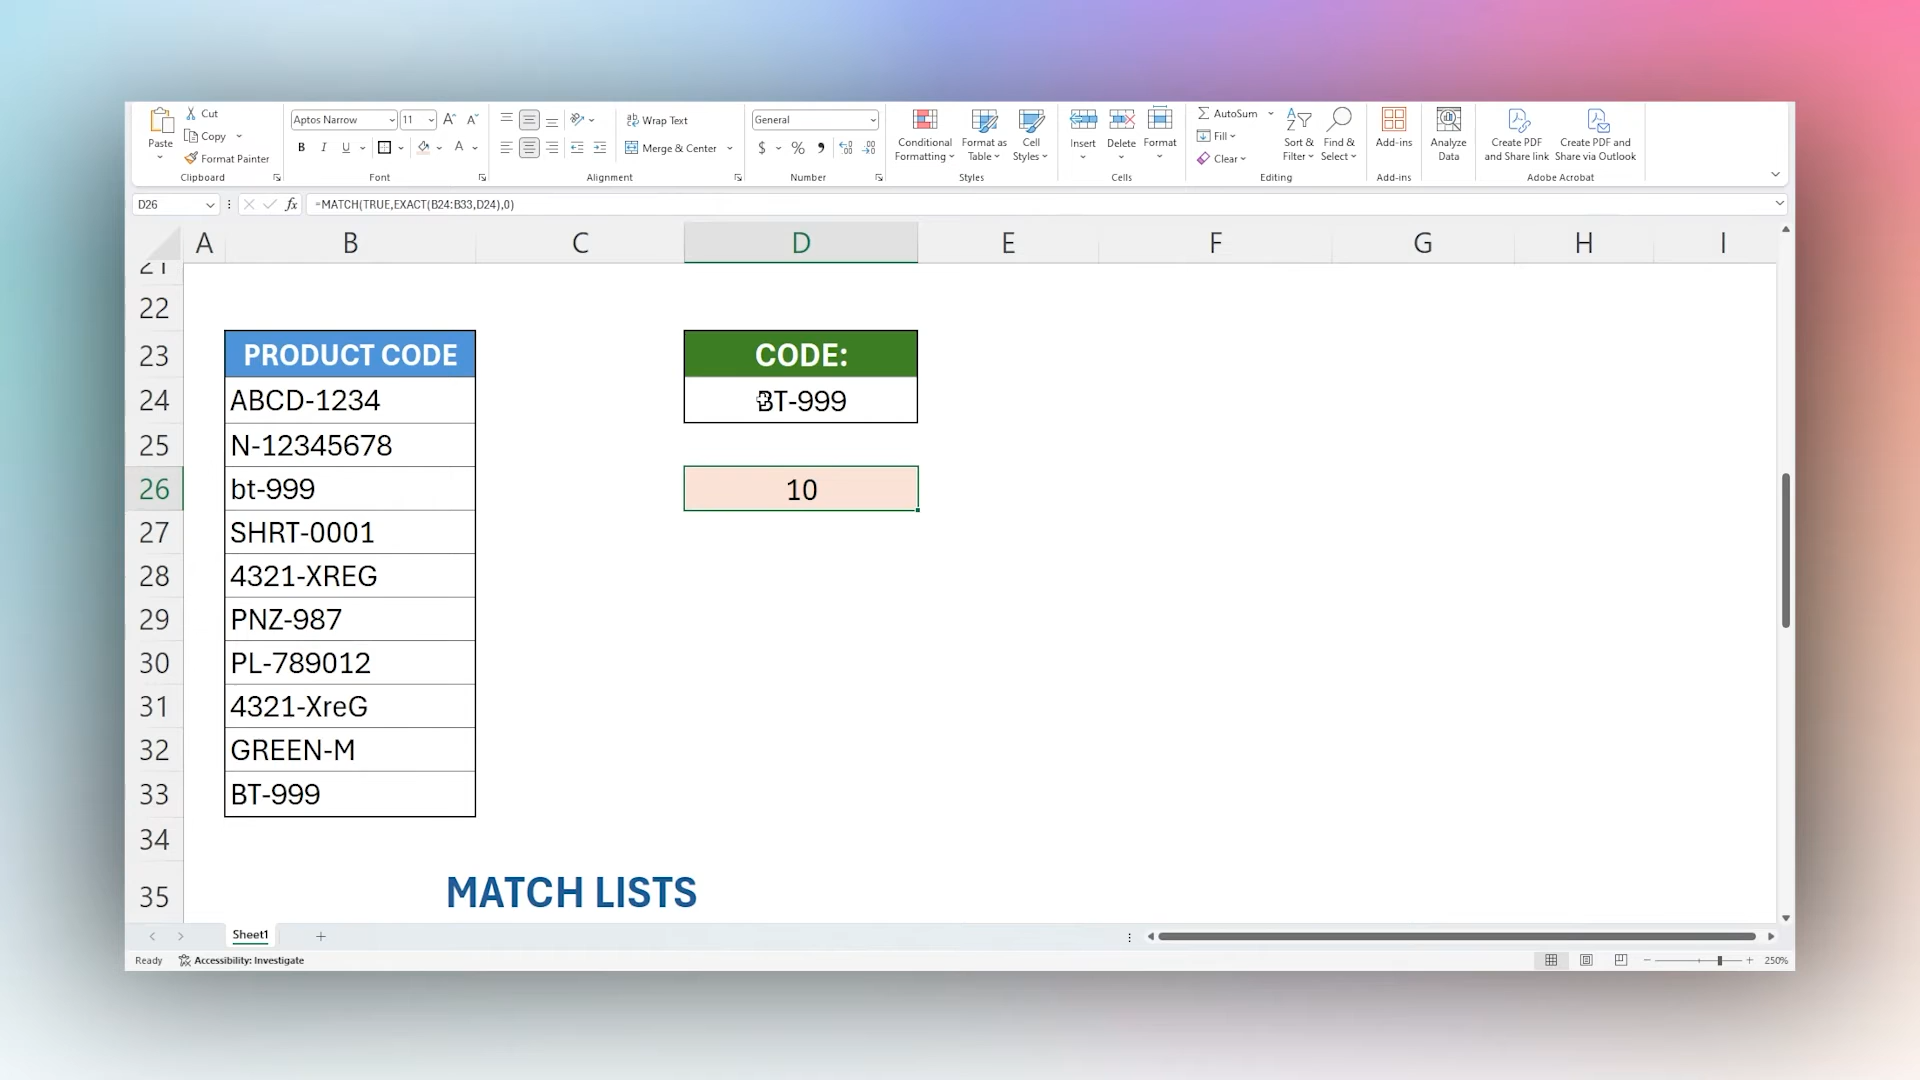 Cut
Copy
Format Painter
Paste
Clipboard
Aptos Narrow 11 A A
B I U A
Font
Wrap Text
Merge & Center
Alignment
General
$ % ,
Number
Conditional Formatting
Format as Table
Cell Styles
Styles
Insert
Delete
Format
Cells
AutoSum
Fill
Clear
Sort & Filter
Find & Select
Editing
Add-ins
Add-ins
Analyze Data
Create PDF and Share link
Create PDF and Share via Outlook
Adobe Acrobat
D26 fx =MATCH(TRUE,EXACT(B24:B33,D24),0)
A B C D E F G H I
21
22
23 PRODUCT CODE CODE:
24 ABCD-1234 BT-999
25 N-12345678
26 bt-999 10
27 SHRT-0001
28 4321-XREG
29 PNZ-987
30 PL-789012
31 4321-XreG
32 GREEN-M
33 BT-999
34
35 MATCH LISTS
Sheet1
Ready Accessibility: Investigate 250%